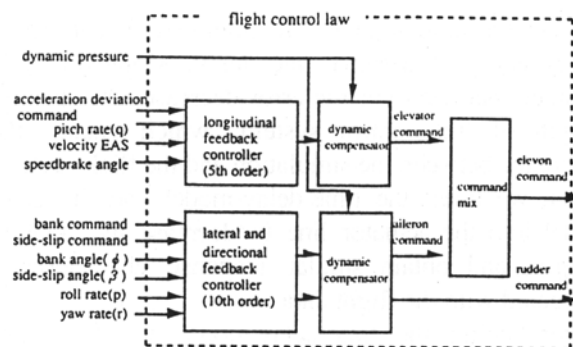 flight control law
dynamic pressure
acceleration deviation
command
pitch rate(q)
velocity EAS
speedbrake angle
longitudinal
feedback
controller
(5th order)
dynamic
compensator
elevator
command
command
mix
elevon
command
bank command
side-slip command
bank angle(ϕ)
side-slip angle(β)
roll rate(p)
yaw rate(r)
lateral and
directional
feedback
controller
(10th order)
dynamic
compensator
aileron
command
rudder
command